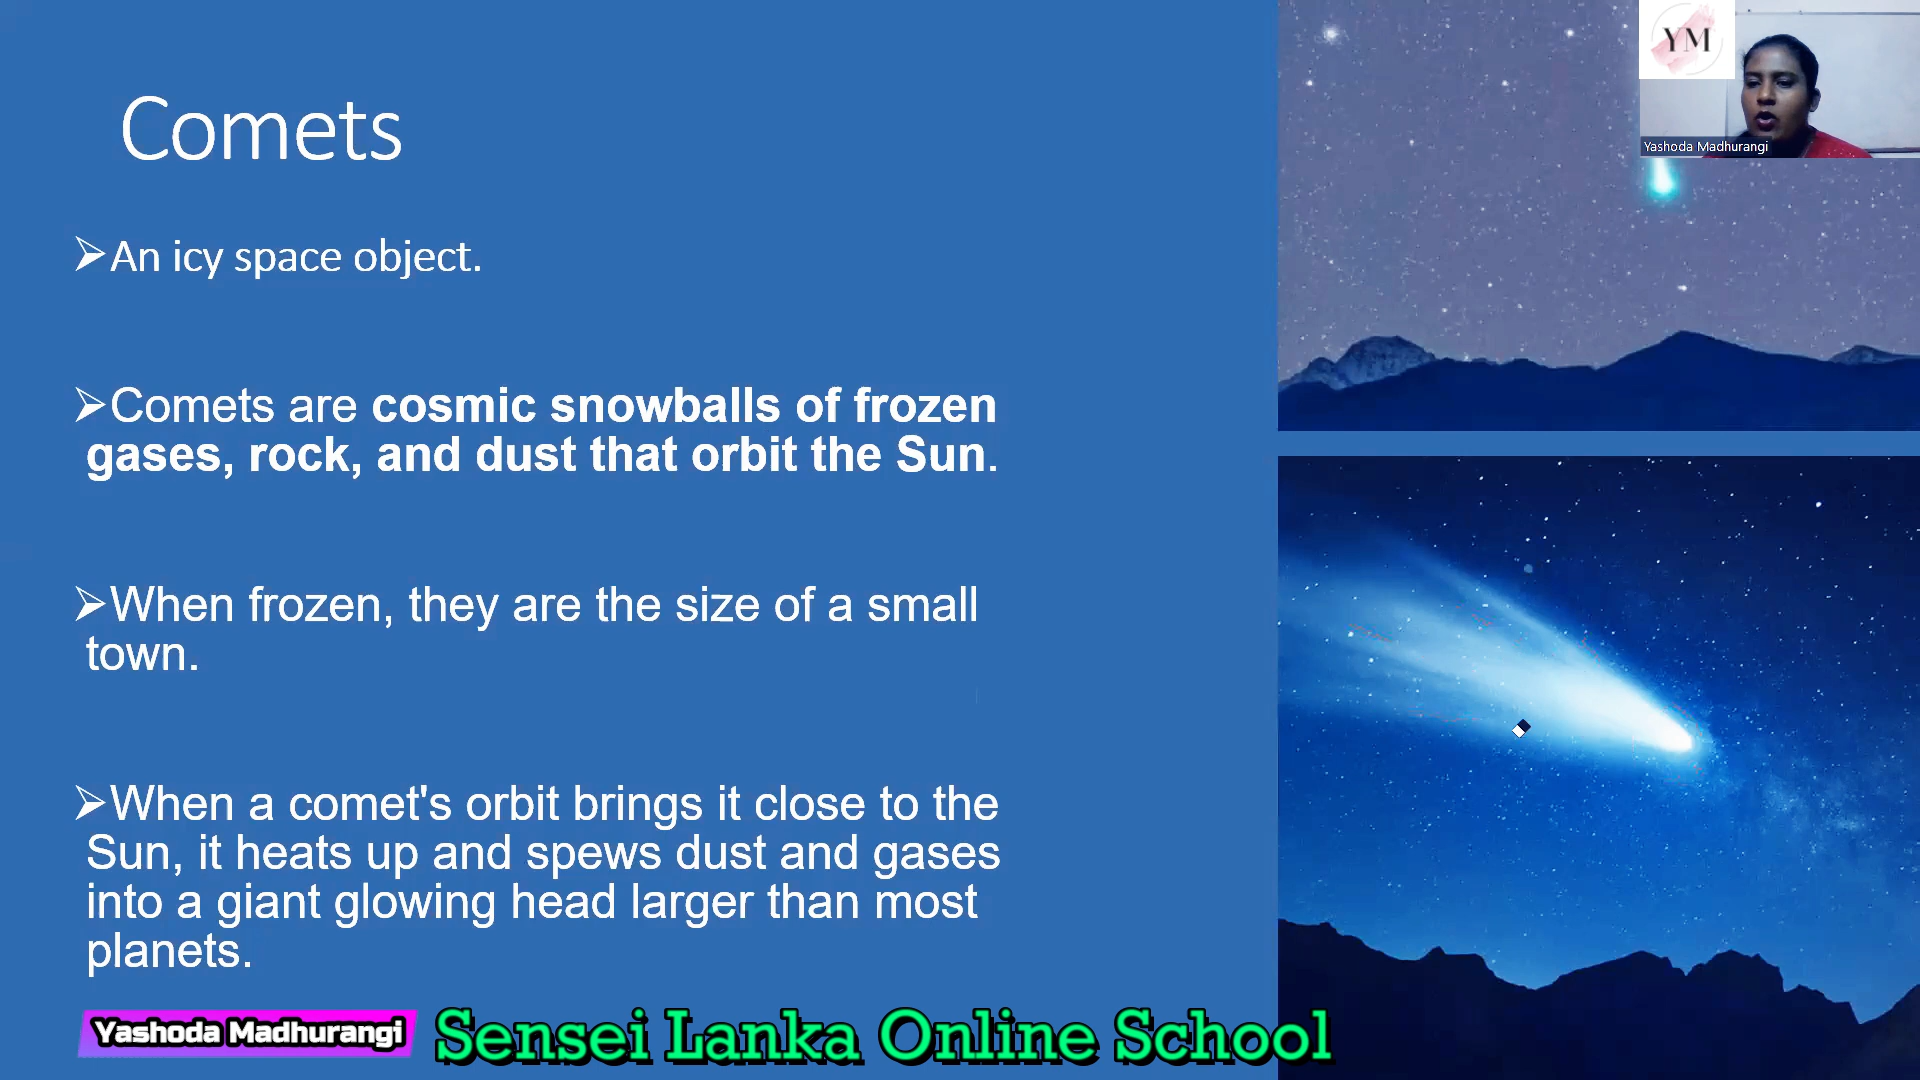 Comets
YM
Yashoda Madhurangi
➢An icy space object.
➢Comets are cosmic snowballs of frozen
gases, rock, and dust that orbit the Sun.
➢When frozen, they are the size of a small
town.
➢When a comet's orbit brings it close to the
Sun, it heats up and spews dust and gases
into a giant glowing head larger than most
planets.
Yashoda Madhurangi
Sensei Lanka Online School